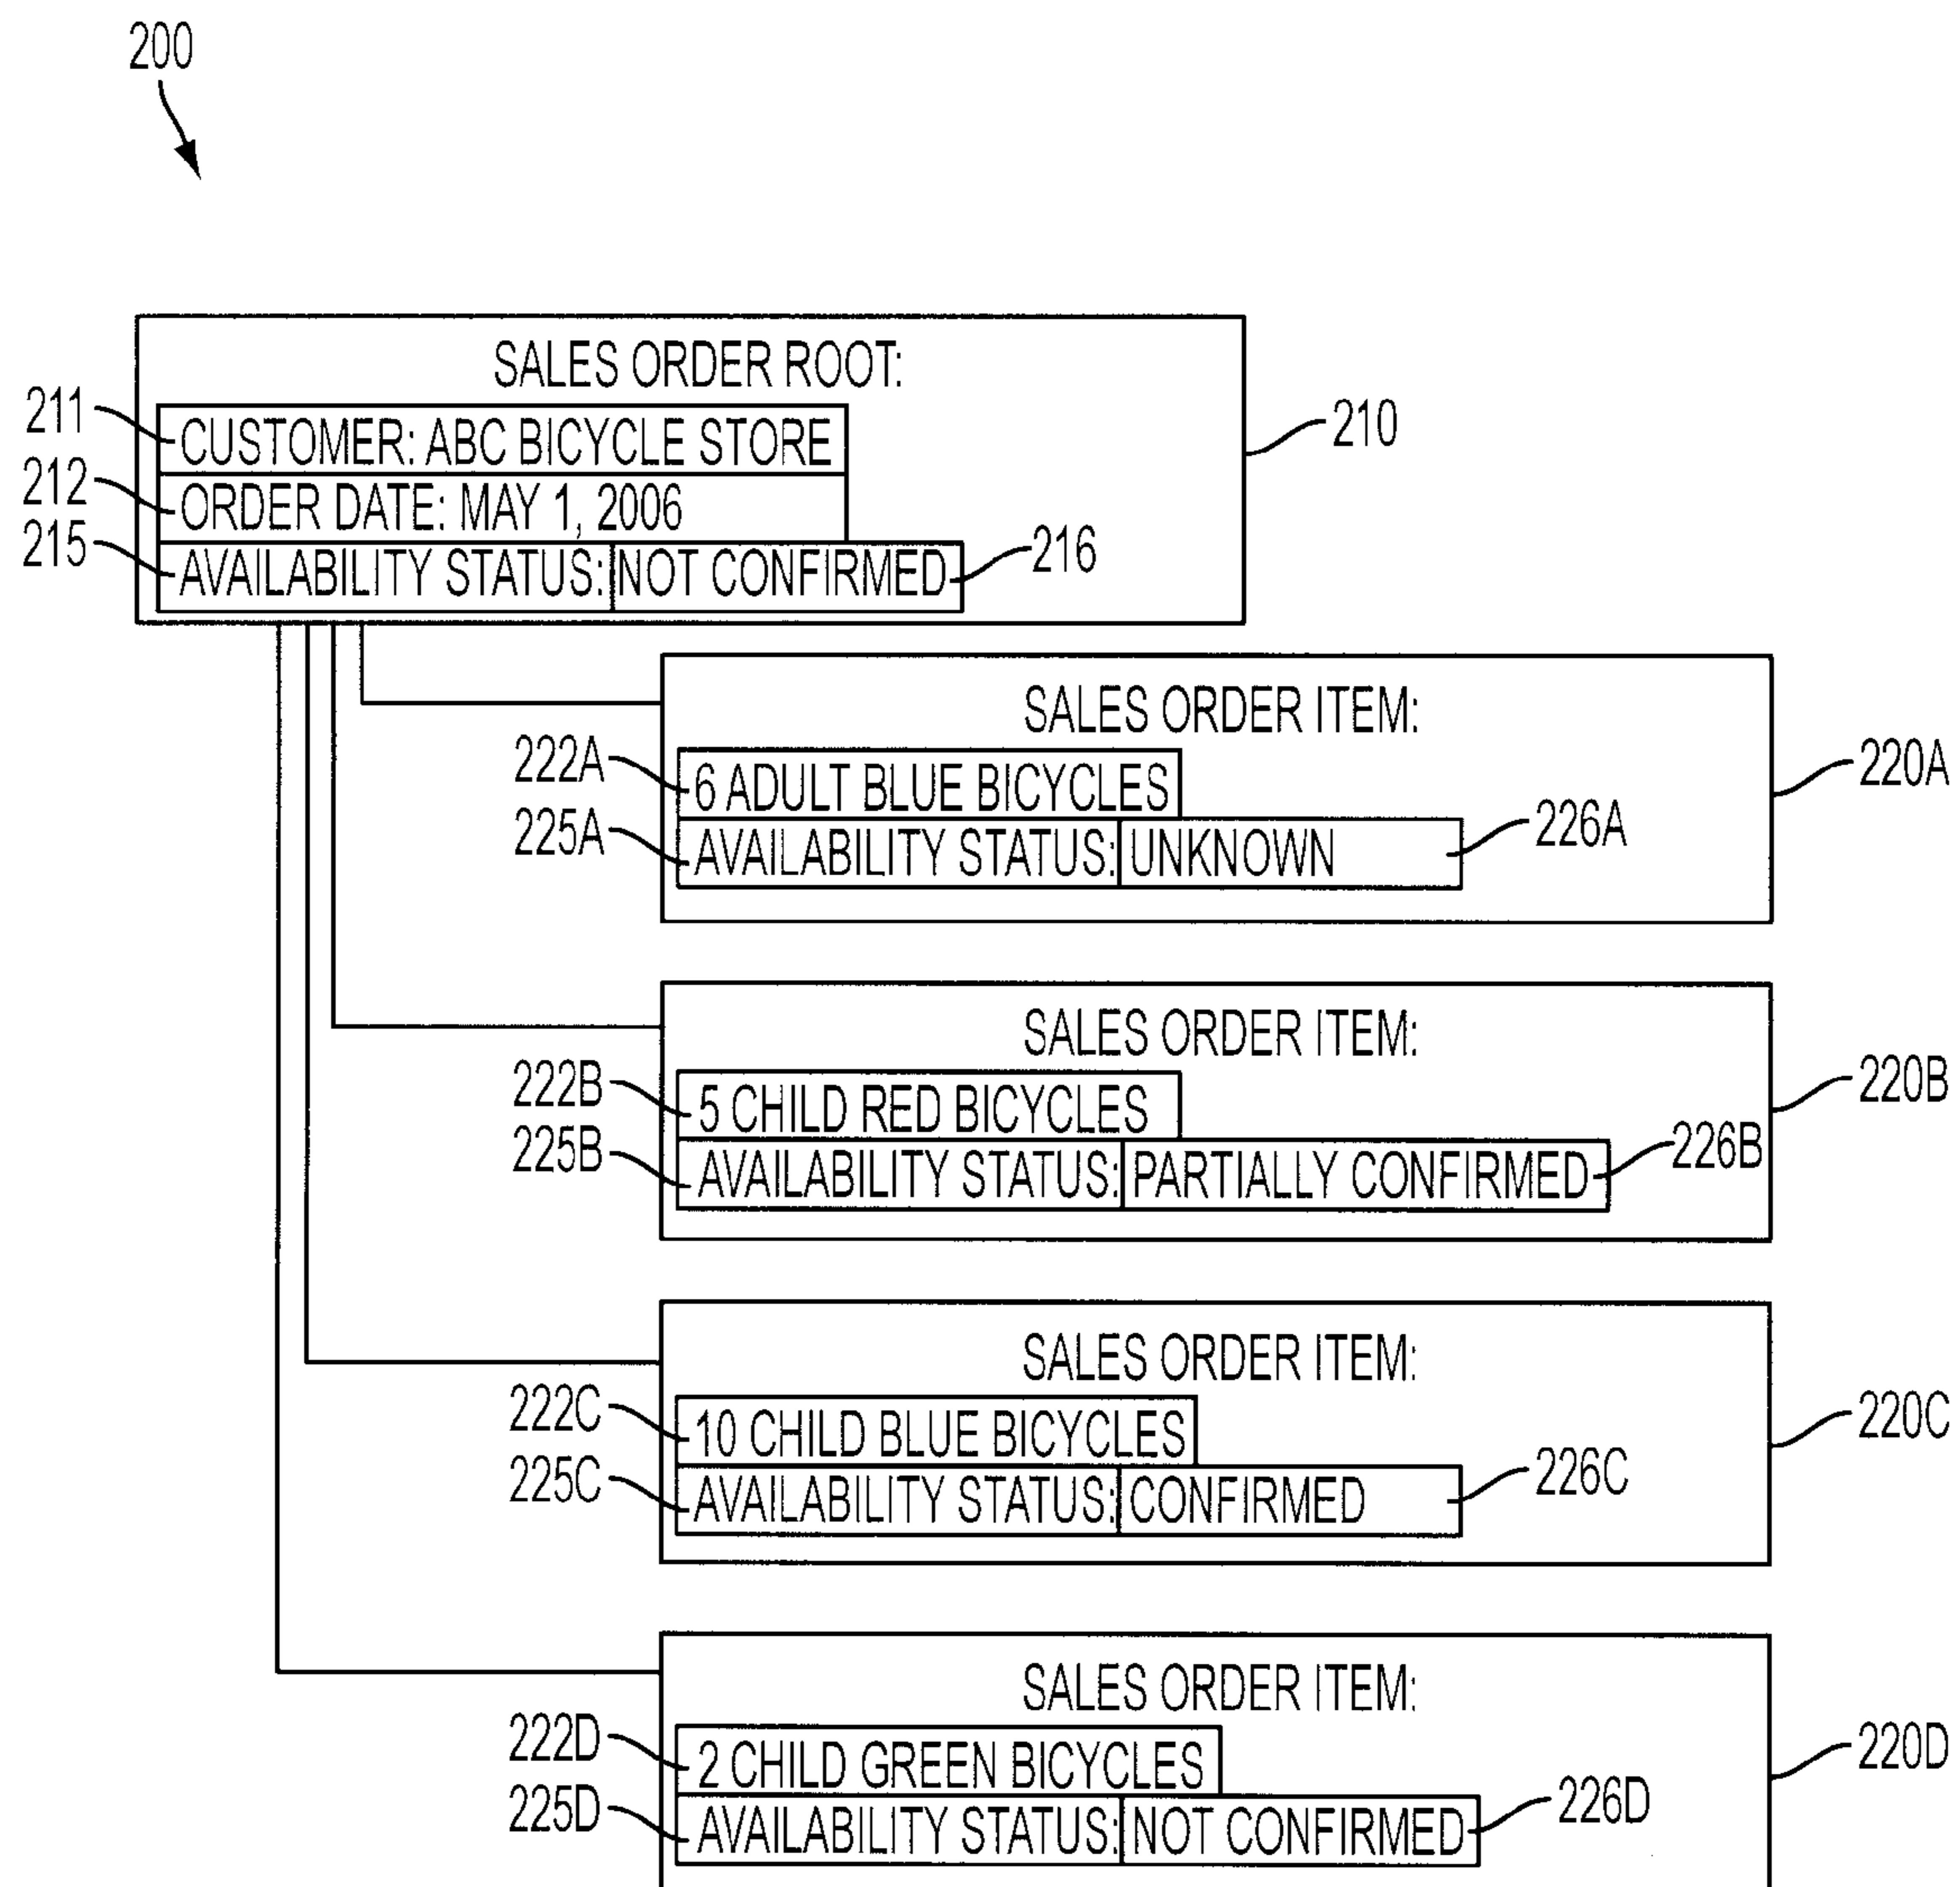 200
SALES ORDER ROOT:
211
CUSTOMER: ABC BICYCLE STORE
210
212
ORDER DATE: MAY 1, 2006
215
AVAILABILITY STATUS: NOT CONFIRMED
216
SALES ORDER ITEM:
222A
6 ADULT BLUE BICYCLES
220A
225A
AVAILABILITY STATUS: UNKNOWN
226A
SALES ORDER ITEM:
222B
5 CHILD RED BICYCLES
220B
225B
AVAILABILITY STATUS: PARTIALLY CONFIRMED
226B
SALES ORDER ITEM:
222C
10 CHILD BLUE BICYCLES
220C
225C
AVAILABILITY STATUS: CONFIRMED
226C
SALES ORDER ITEM:
222D
2 CHILD GREEN BICYCLES
220D
225D
AVAILABILITY STATUS: NOT CONFIRMED
226D